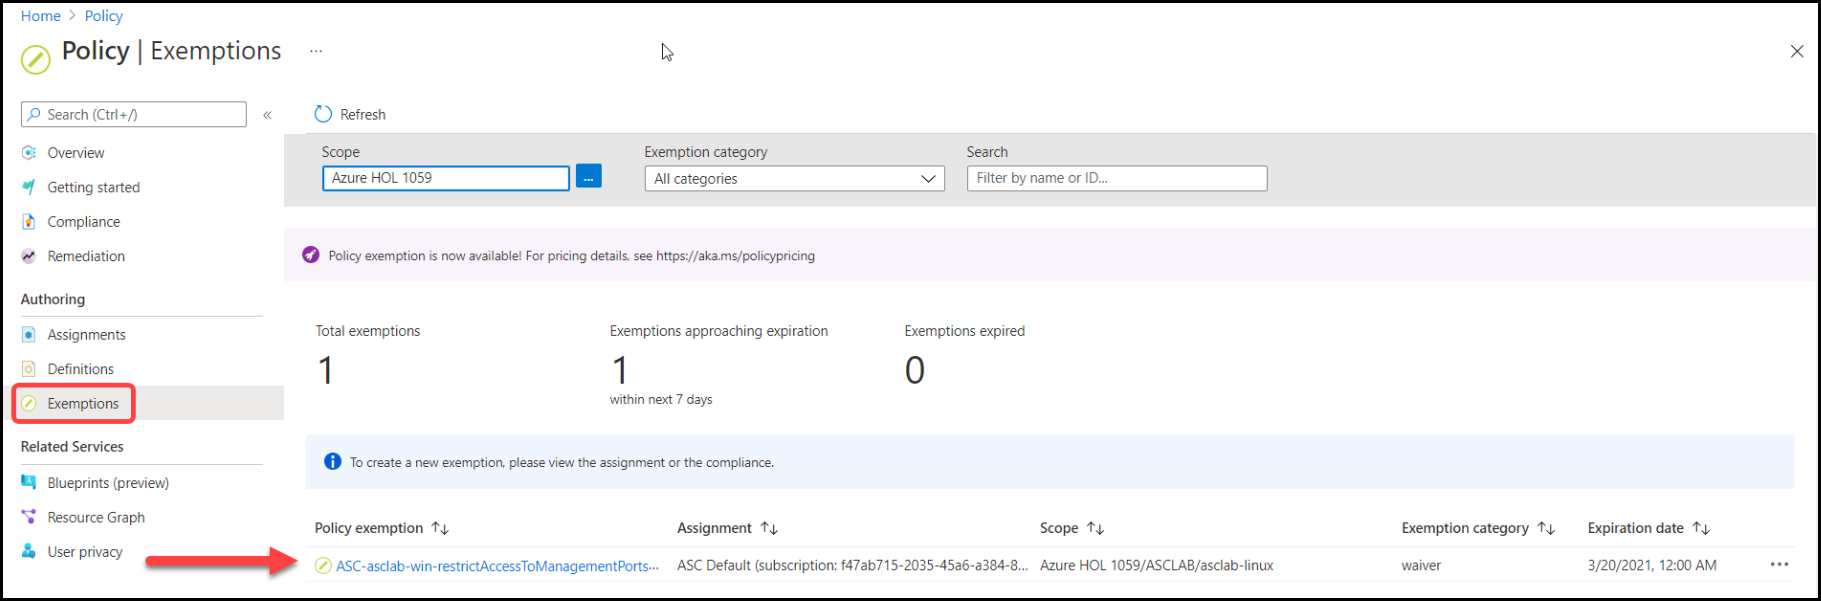 Home > Policy
Policy | Exemptions ...
Search (Ctrl+/) «
Overview
Getting started
Compliance
Remediation
Authoring
Assignments
Definitions
Exemptions
Related Services
Blueprints (preview)
Resource Graph
User privacy
Refresh
Scope Exemption category Search
Azure HOL 1059 ... All categories Filter by name or ID...
Policy exemption is now available! For pricing details, see https://aka.ms/policypricing
Total exemptions Exemptions approaching expiration Exemptions expired
1 1 0
within next 7 days
To create a new exemption, please view the assignment or the compliance.
Policy exemption ↑↓ Assignment ↑↓ Scope ↑↓ Exemption category ↑↓ Expiration date ↑↓
ASC-asclab-win-restrictAccessToManagementPorts... ASC Default (subscription: f47ab715-2035-45a6-a384-8... Azure HOL 1059/ASCLAB/asclab-linux waiver 3/20/2021, 12:00 AM ...